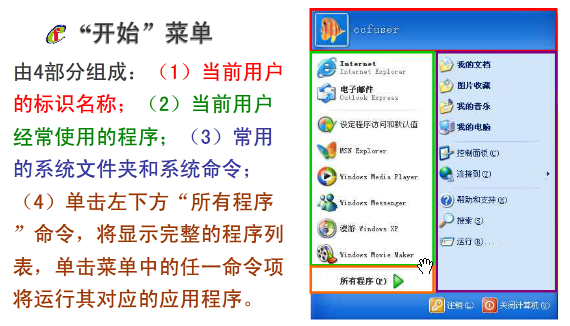 “开始”菜单
由4部分组成：（1）当前用户
的标识名称；（2）当前用户
经常使用的程序；（3）常用
的系统文件夹和系统命令；
（4）单击左下方“所有程序
”命令，将显示完整的程序列
表，单击菜单中的任一命令项
将运行其对应的应用程序。
ocfuser
Internet
Internet Explorer
电子邮件
Outlook Express
设定程序访问和默认值
MSN Explorer
Windows Media Player
Windows Messenger
漫游 Windows XP
Windows Movie Maker
所有程序(P)
我的文档
图片收藏
我的音乐
我的电脑
控制面板(C)
连接到(T)
帮助和支持(H)
搜索(S)
运行(R)...
注销(L)
关闭计算机(U)